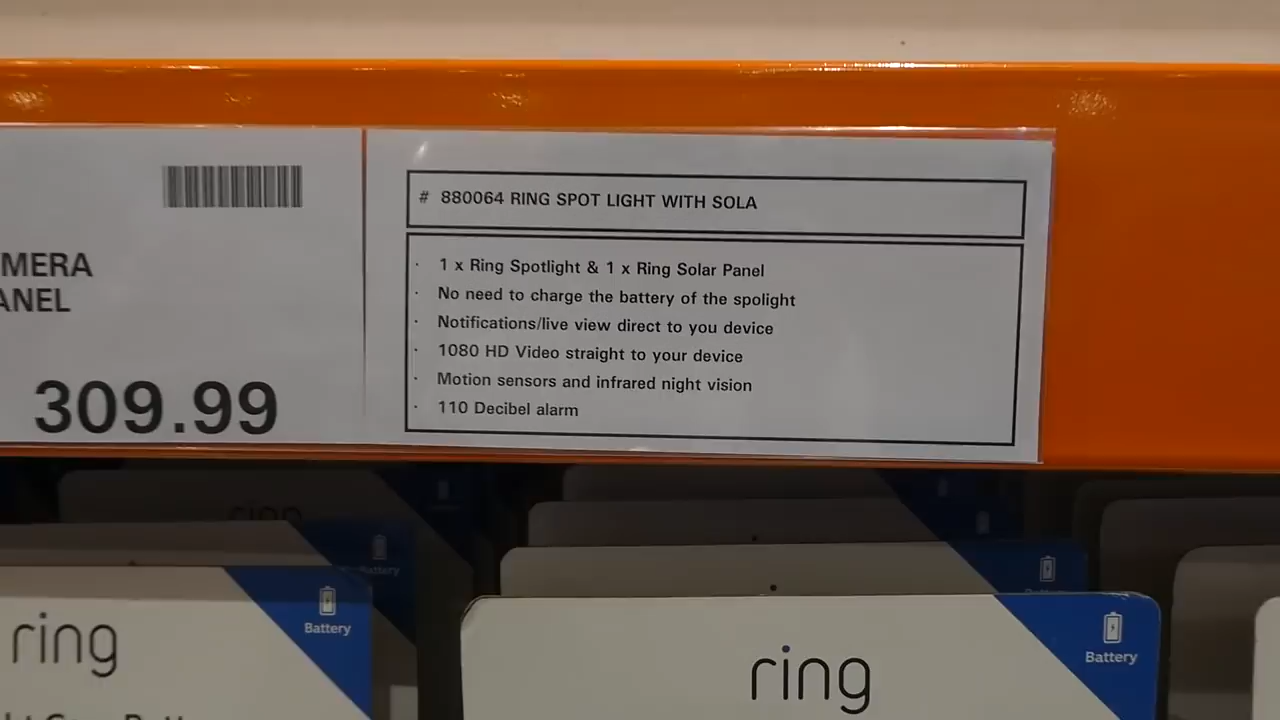 MERA
ANEL
309.99
# 880064 RING SPOT LIGHT WITH SOLA
· 1 x Ring Spotlight & 1 x Ring Solar Panel
· No need to charge the battery of the spolight
· Notifications/live view direct to you device
· 1080 HD Video straight to your device
· Motion sensors and infrared night vision
· 110 Decibel alarm
ring
Battery
Battery
ring
Battery
ring